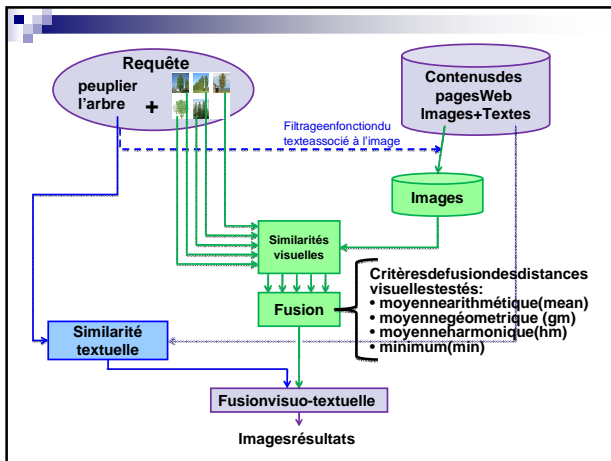 Requête
peuplier
l'arbre
+
Contenusdes
pagesWeb
Images+Textes
Filtrageenfonctiondu
texteassocié à l'image
Images
Similarités
visuelles
Critèresdefusiondesdistances
visuellestestés:
• moyennearithmétique(mean)
• moyennegéometrique (gm)
• moyenneharmonique(hm)
• minimum(min)
Fusion
Similarité
textuelle
Fusionvisuo-textuelle
Imagesrésultats